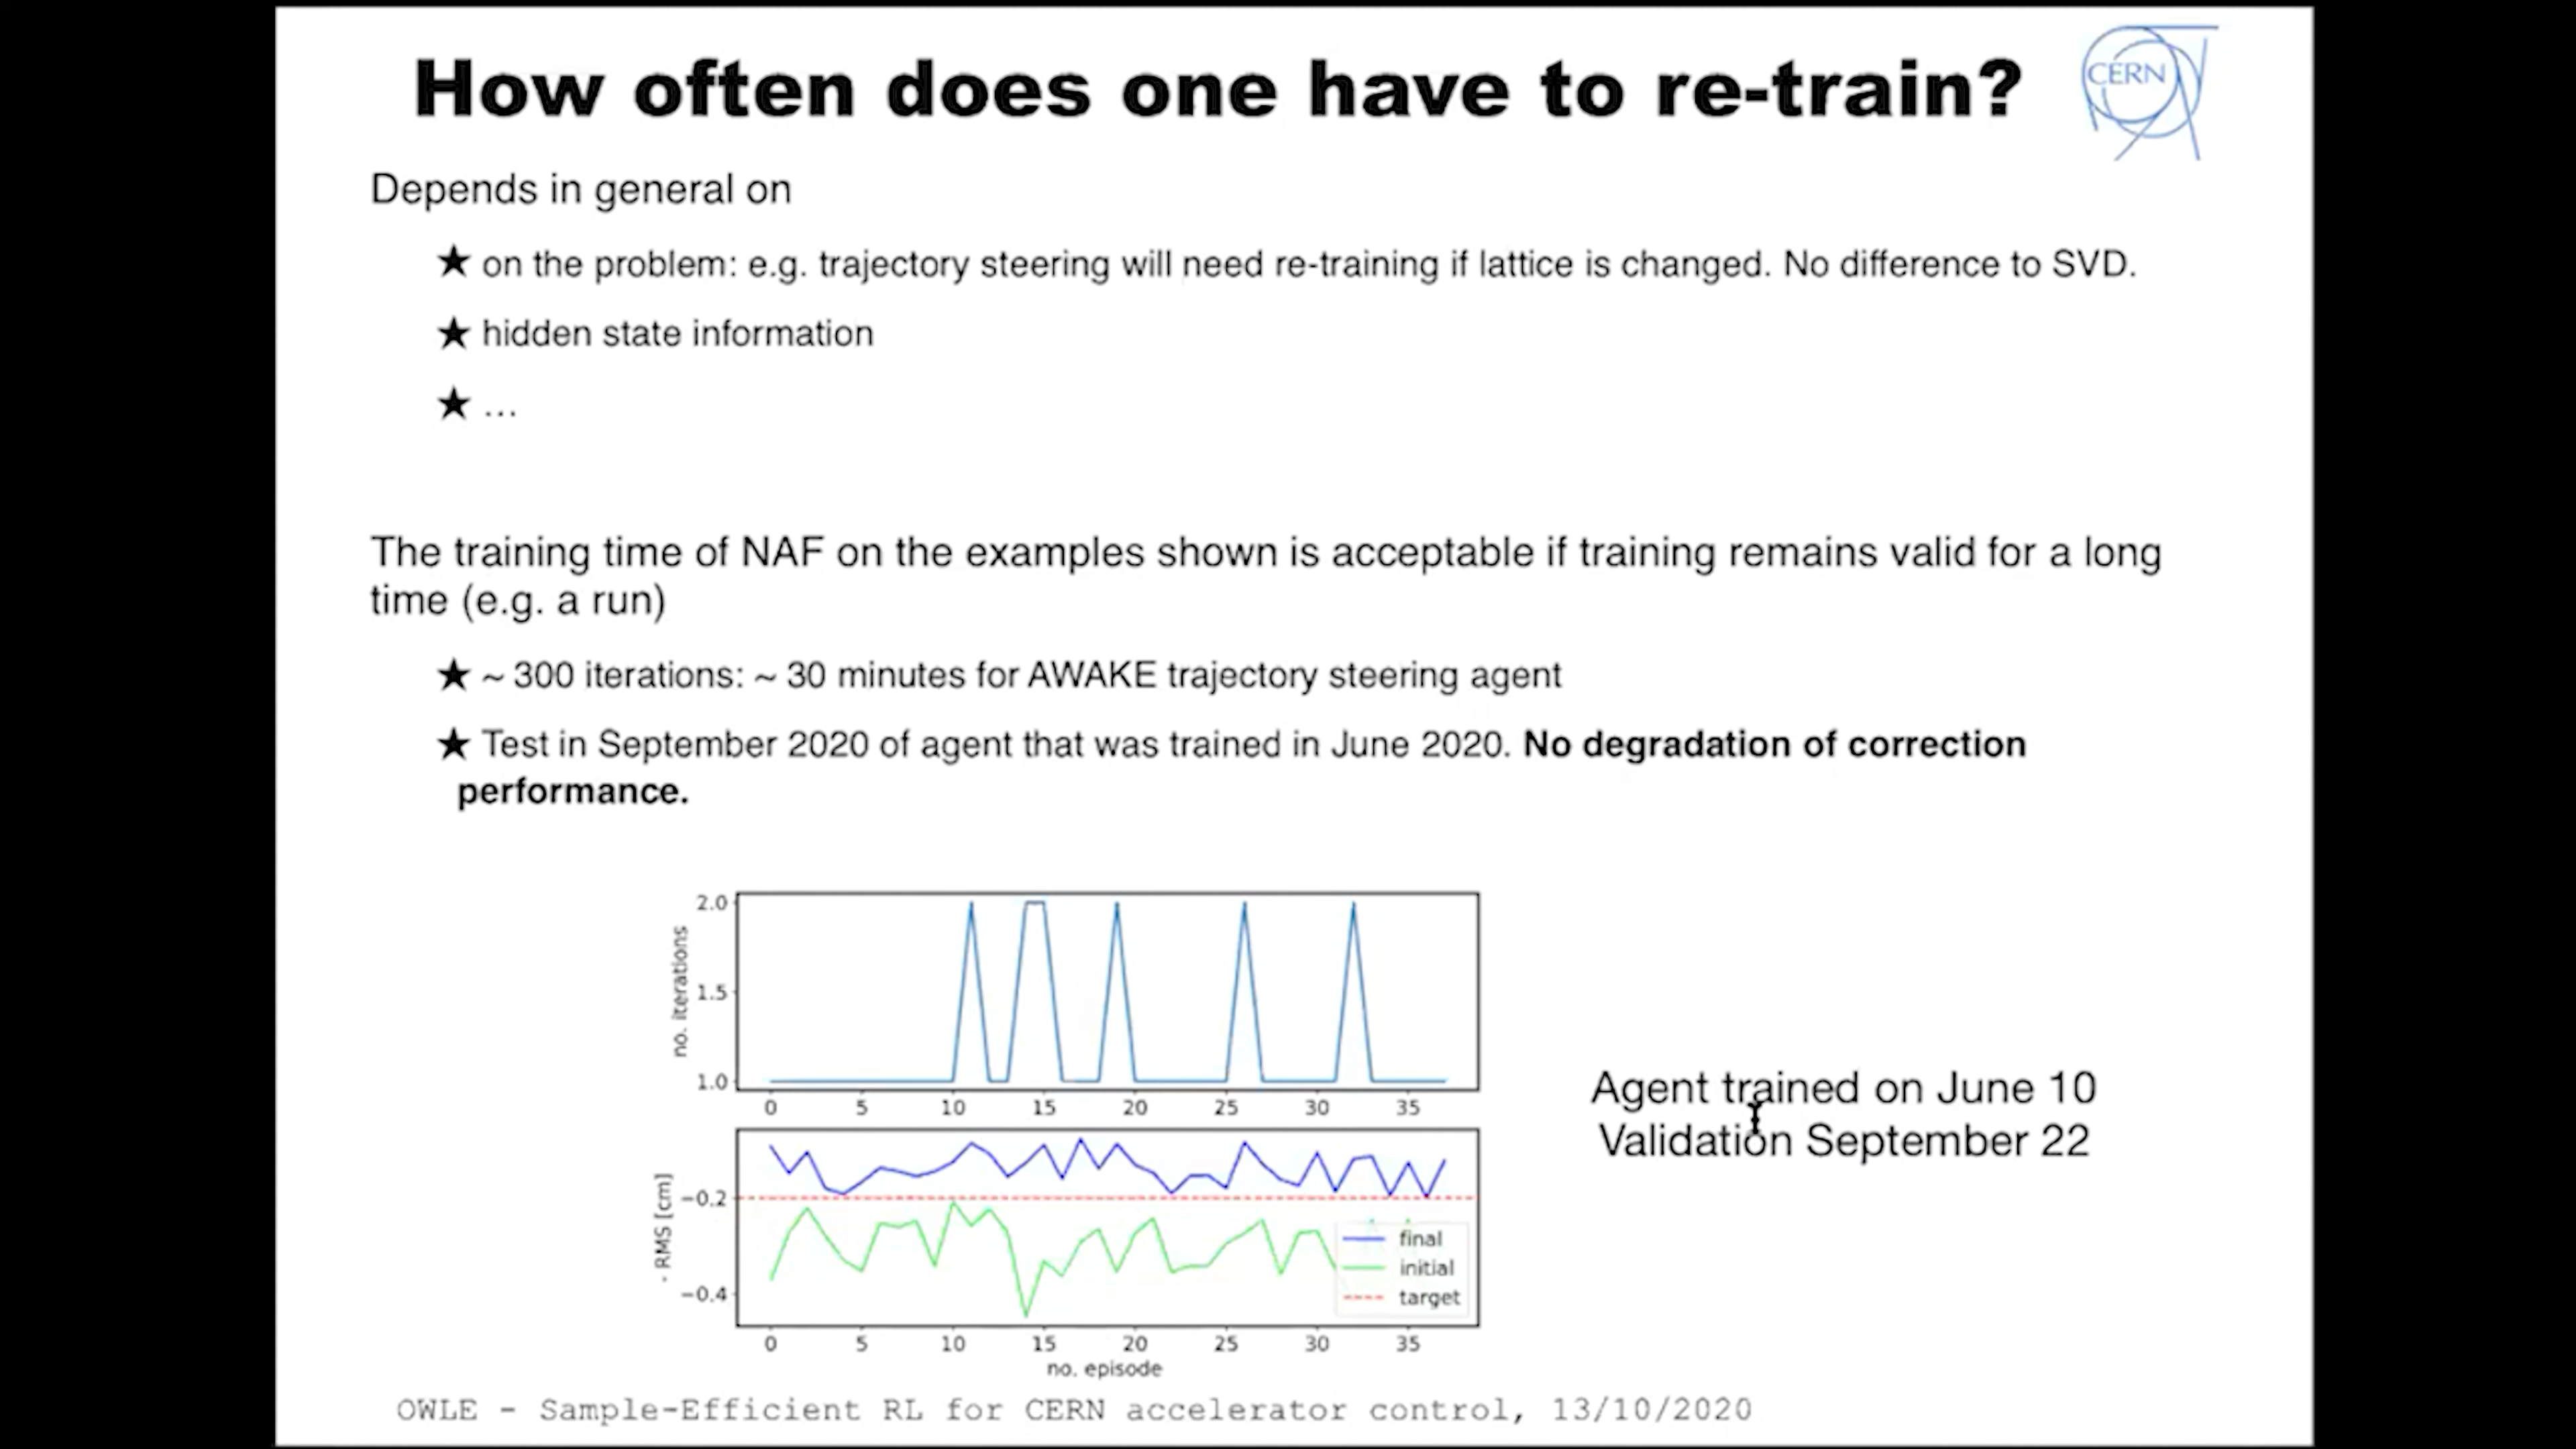 How often does one have to re-train?
CERN
Depends in general on
★ on the problem: e.g. trajectory steering will need re-training if lattice is changed. No difference to SVD.
★ hidden state information
★ ...
The training time of NAF on the examples shown is acceptable if training remains valid for a long
time (e.g. a run)
★ ~ 300 iterations: ~ 30 minutes for AWAKE trajectory steering agent
★ Test in September 2020 of agent that was trained in June 2020. No degradation of correction
performance.
no. iterations
2.0
1.5
1.0
0 5 10 15 20 25 30 35
Agent trained on June 10
Validation September 22
- RMS [cm]
−0.2
−0.4
final
initial
target
0 5 10 15 20 25 30 35
no. episode
OWLE - Sample-Efficient RL for CERN accelerator control, 13/10/2020